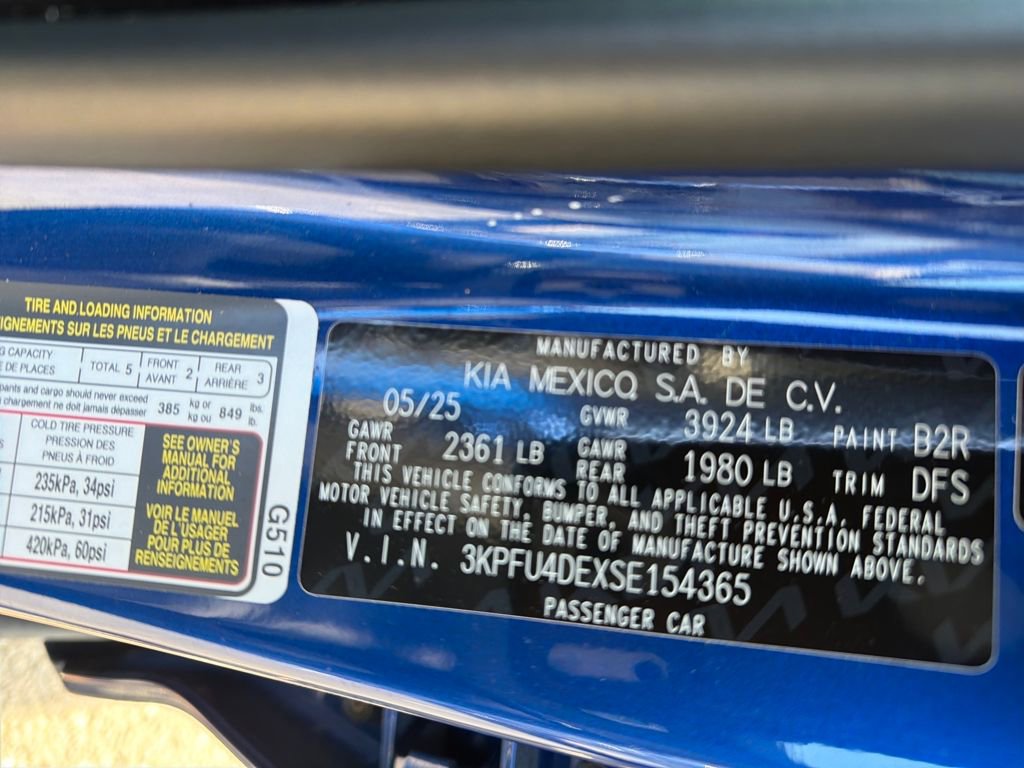 TIRE AND LOADING INFORMATION
IGNEMENTS SUR LES PNEUS ET LE CHARGEMENT
G CAPACITY
E DE PLACES
TOTAL 5
FRONT
AVANT 2
REAR
ARRIÈRE 3
pants and cargo should never exceed
chargement ne doit jamais dépasser
385 kg or
kg ou
849 lbs.
lb.
COLD TIRE PRESSURE
PRESSION DES
PNEUS À FROID
235kPa, 34psi
215kPa, 31psi
420kPa, 60psi
SEE OWNER'S
MANUAL FOR
ADDITIONAL
INFORMATION
VOIR LE MANUEL
DE L'USAGER
POUR PLUS DE
RENSEIGNEMENTS
G510
MANUFACTURED BY
KIA MEXICO, S.A. DE C.V.
05/25 GVWR 3924 LB PAINT B2R
GAWR
FRONT 2361 LB GAWR
REAR 1980 LB TRIM DFS
THIS VEHICLE CONFORMS TO ALL APPLICABLE U.S.A. FEDERAL
MOTOR VEHICLE SAFETY, BUMPER, AND THEFT PREVENTION STANDARDS
IN EFFECT ON THE DATE OF MANUFACTURE SHOWN ABOVE.
V.I.N. 3KPFU4DEXSE154365
PASSENGER CAR